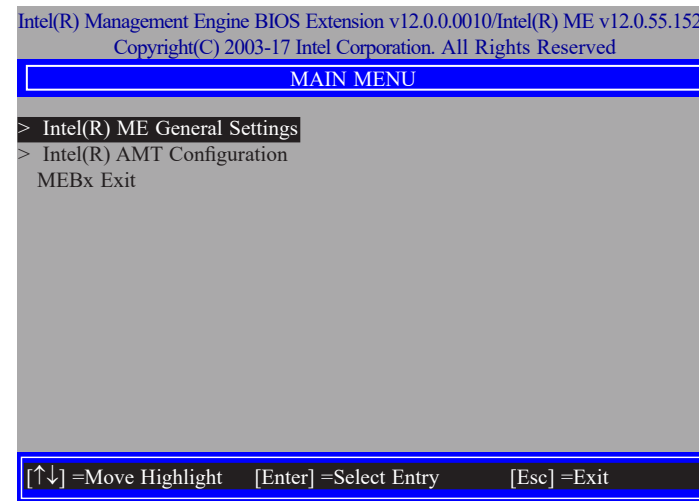 Intel(R) Management Engine BIOS Extension v12.0.0.0010/Intel(R) ME v12.0.55.152
Copyright(C) 2003-17 Intel Corporation. All Rights Reserved
MAIN MENU
> Intel(R) ME General Settings
> Intel(R) AMT Configuration
MEBx Exit
[↑↓] =Move Highlight [Enter] =Select Entry [Esc] =Exit